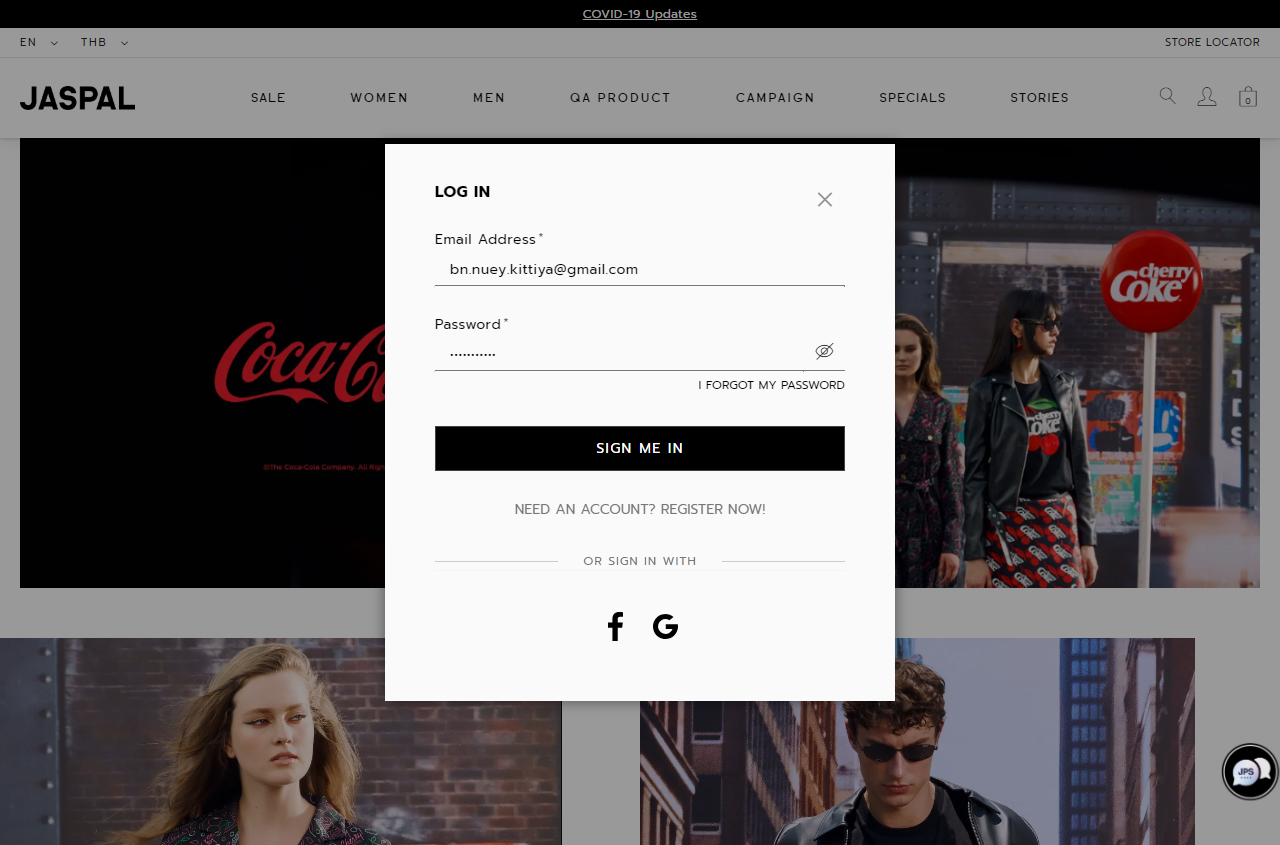 COVID-19 Updates
EN THB STORE LOCATOR
JASPAL SALE WOMEN MEN QA PRODUCT CAMPAIGN SPECIALS STORIES 0
LOG IN
Email Address*
bn.nuey.kittiya@gmail.com
Password*
I FORGOT MY PASSWORD
SIGN ME IN
NEED AN ACCOUNT? REGISTER NOW!
OR SIGN IN WITH
Coca-C
©The Coca-Cola Company. All Righ
cherry
Coke
cherry
Coke
JPS